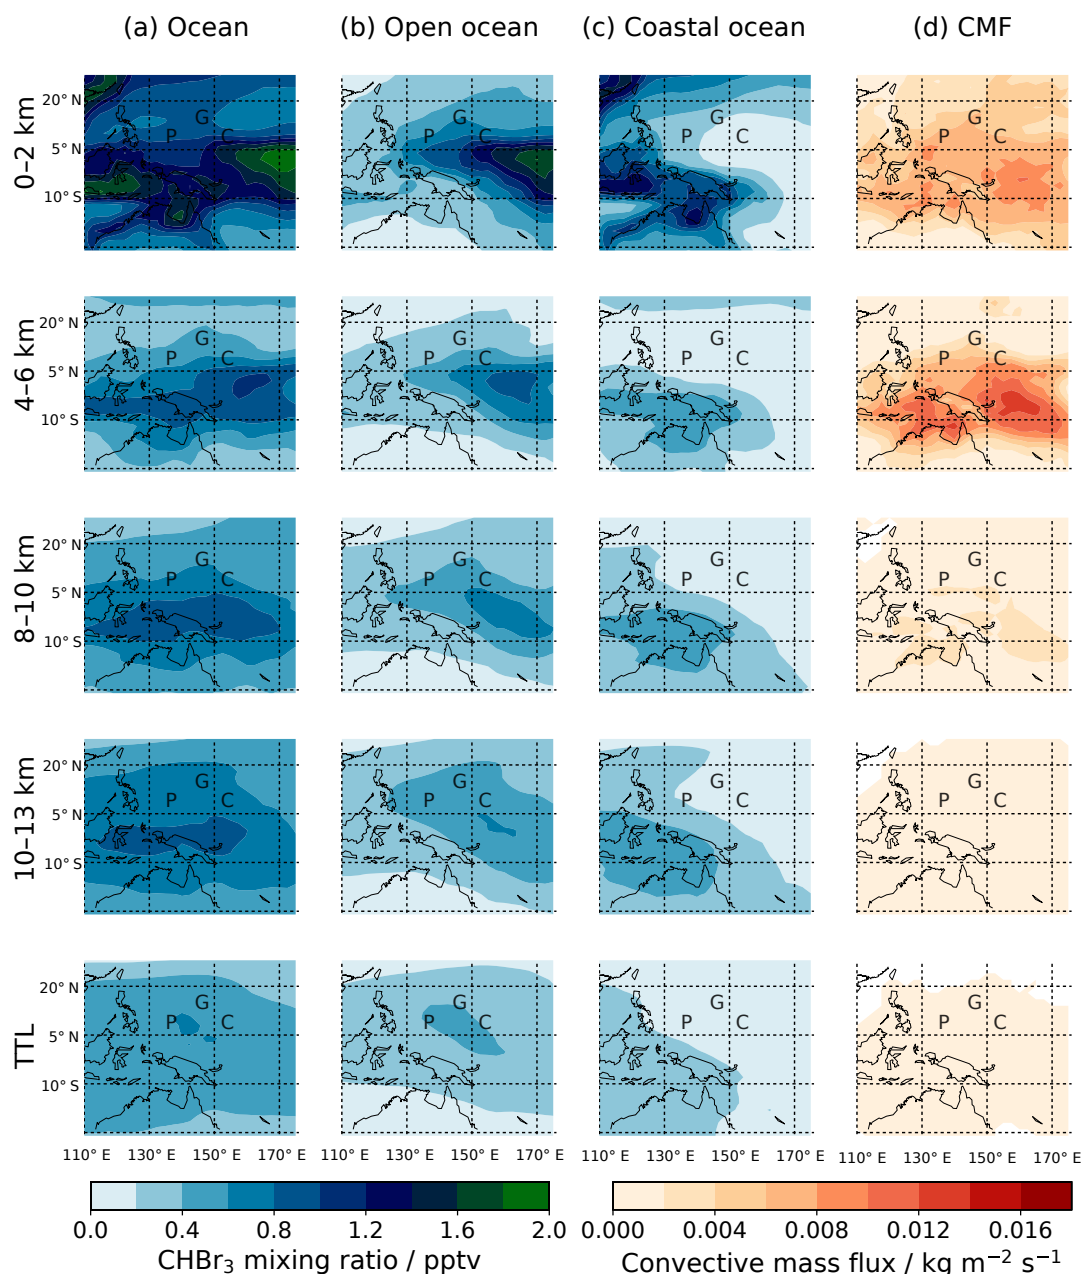 (a) Ocean (b) Open ocean (c) Coastal ocean (d) CMF
0–2 km
20° N
5° N
10° S
G G G G
P C P C P C P C
4–6 km
20° N
5° N
10° S
G G G G
P C P C P C P C
8–10 km
20° N
5° N
10° S
G G G G
P C P C P C P C
10–13 km
20° N
5° N
10° S
G G G G
P C P C P C P C
TTL
20° N
5° N
10° S
G G G G
P C P C P C P C
110° E 130° E 150° E 170° E 110° E 130° E 150° E 170° E 110° E 130° E 150° E 170° E 110° E 130° E 150° E 170° E
0.0 0.4 0.8 1.2 1.6 2.0
CHBr₃ mixing ratio / pptv
0.000 0.004 0.008 0.012 0.016
Convective mass flux / kg m⁻² s⁻¹